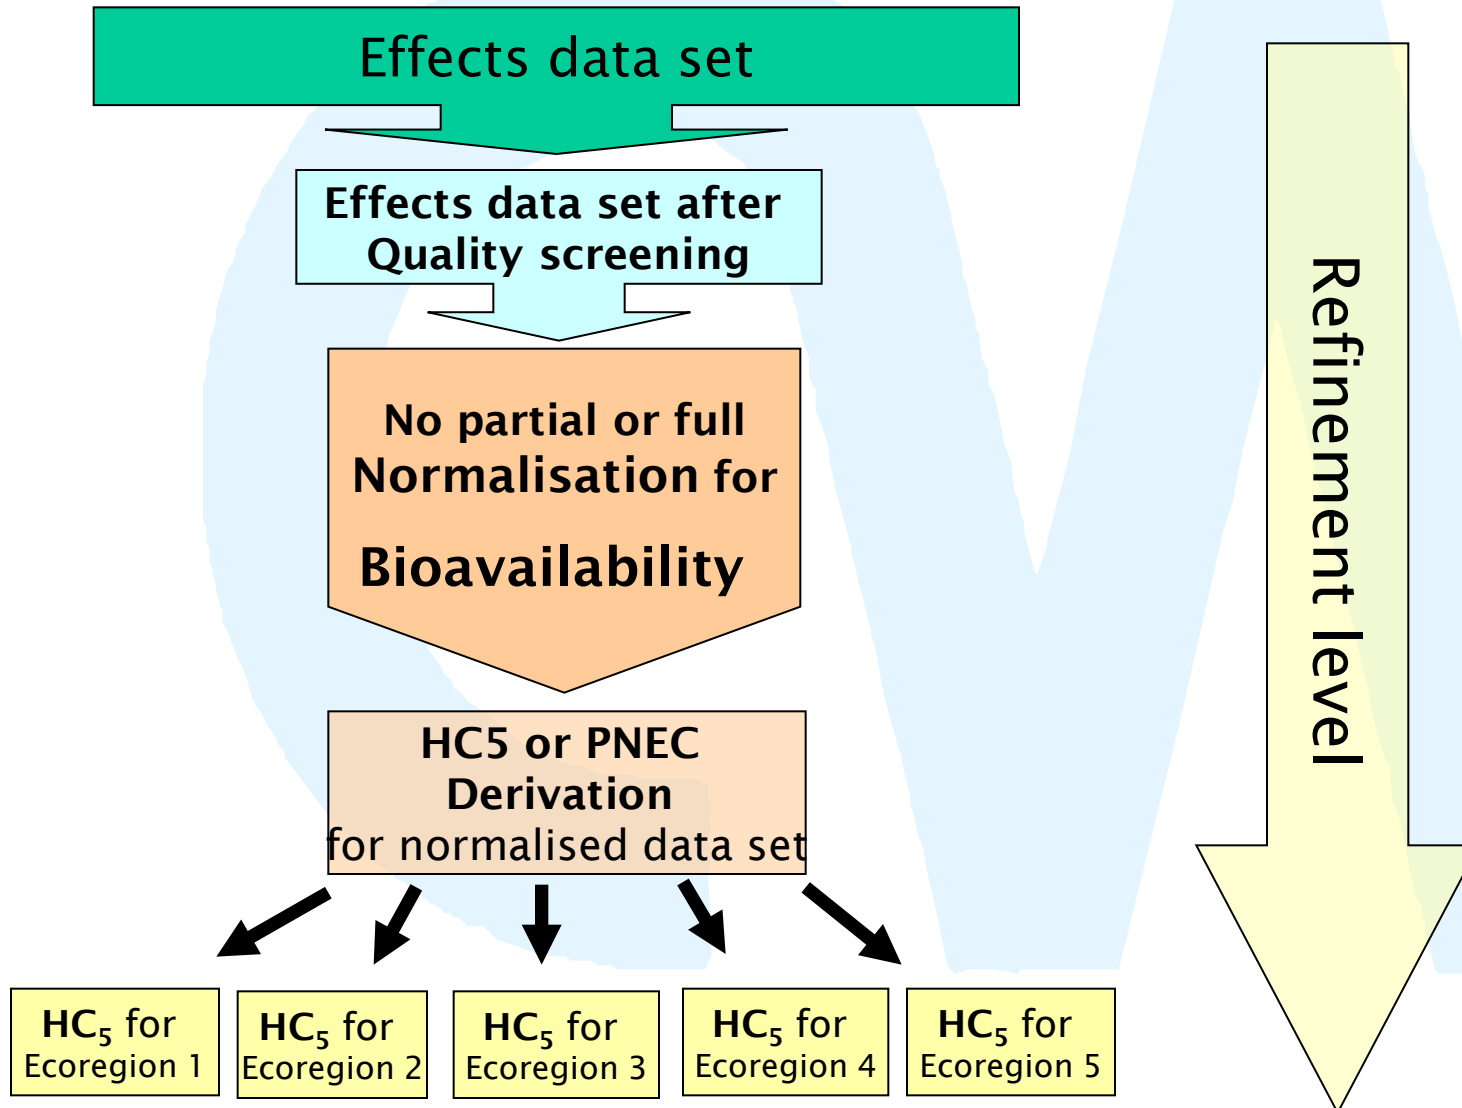 Effects data set
Effects data set after
Quality screening
No partial or full
Normalisation for
Bioavailability
HC5 or PNEC
Derivation
for normalised data set
HC5 for
Ecoregion 1
HC5 for
Ecoregion 2
HC5 for
Ecoregion 3
HC5 for
Ecoregion 4
HC5 for
Ecoregion 5
Refinement level